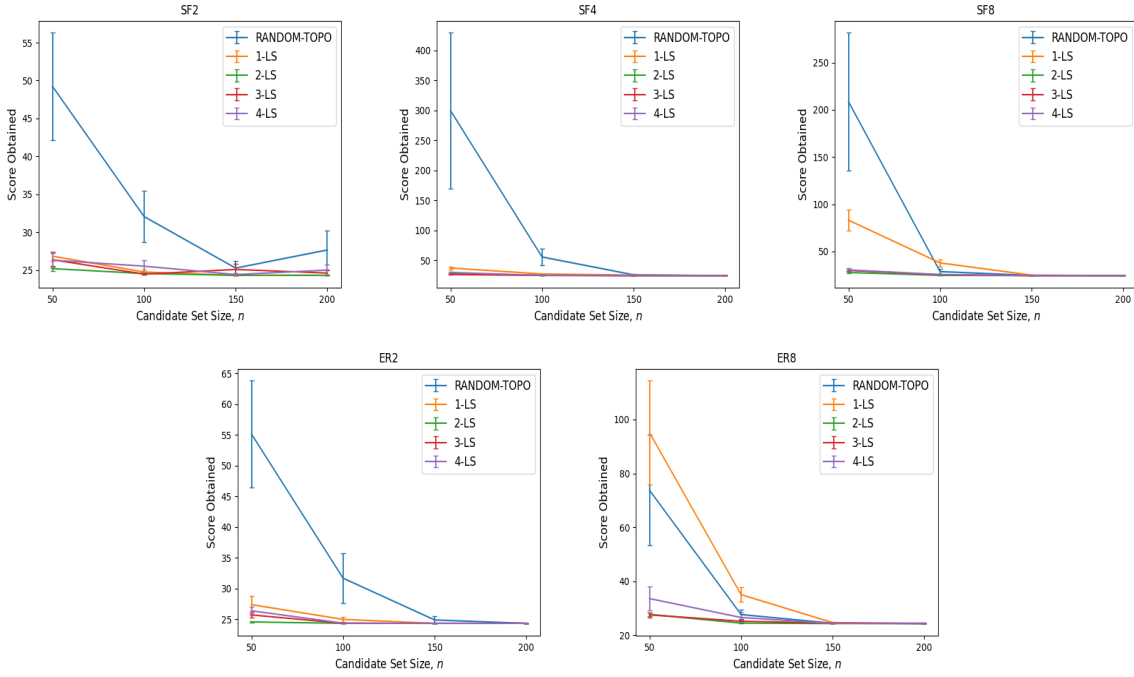 SF2
55
50
45
40
35
30
25
50
100
150
200
Score Obtained
Candidate Set Size, n
RANDOM-TOPO
1-LS
2-LS
3-LS
4-LS
SF4
400
350
300
250
200
150
100
50
50
100
150
200
Score Obtained
Candidate Set Size, n
RANDOM-TOPO
1-LS
2-LS
3-LS
4-LS
SF8
250
200
150
100
50
50
100
150
200
Score Obtained
Candidate Set Size, n
RANDOM-TOPO
1-LS
2-LS
3-LS
4-LS
ER2
65
60
55
50
45
40
35
30
25
50
100
150
200
Score Obtained
Candidate Set Size, n
RANDOM-TOPO
1-LS
2-LS
3-LS
4-LS
ER8
100
80
60
40
20
50
100
150
200
Score Obtained
Candidate Set Size, n
RANDOM-TOPO
1-LS
2-LS
3-LS
4-LS